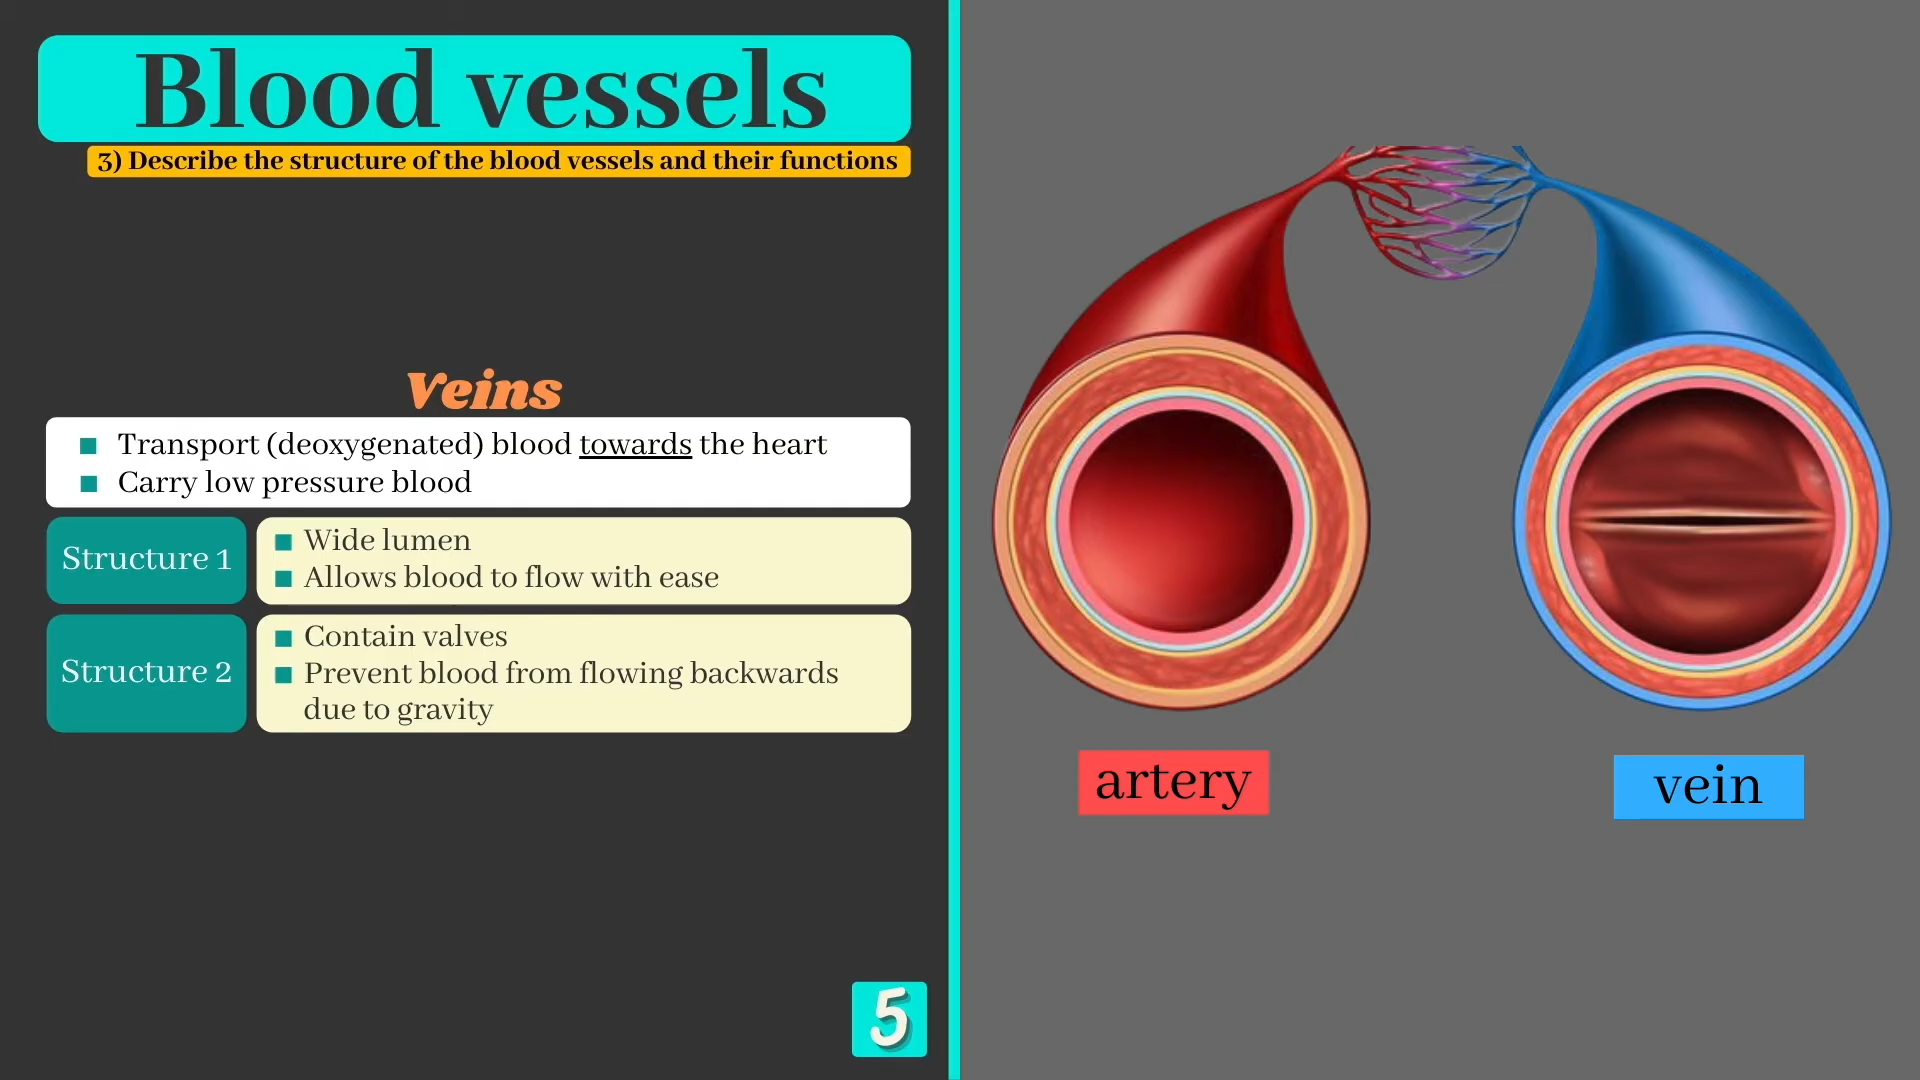 Blood vessels
3) Describe the structure of the blood vessels and their functions
Veins
Transport (deoxygenated) blood towards the heart
Carry low pressure blood
Structure 1
Wide lumen
Allows blood to flow with ease
Structure 2
Contain valves
Prevent blood from flowing backwards
due to gravity
artery
vein
5